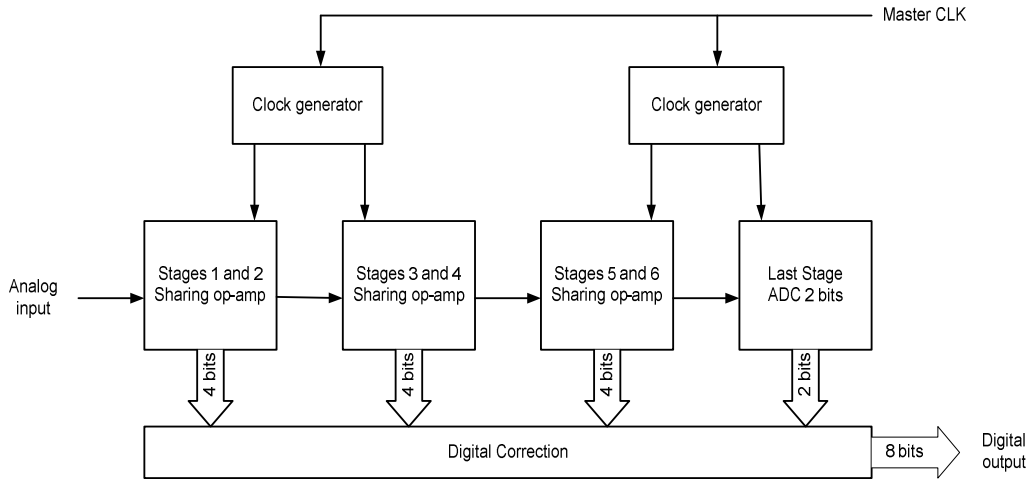 Master CLK
Clock generator
Clock generator
Analog
input
Stages 1 and 2
Sharing op-amp
Stages 3 and 4
Sharing op-amp
Stages 5 and 6
Sharing op-amp
Last Stage
ADC 2 bits
4 bits
4 bits
4 bits
2 bits
Digital Correction
8 bits
Digital
output